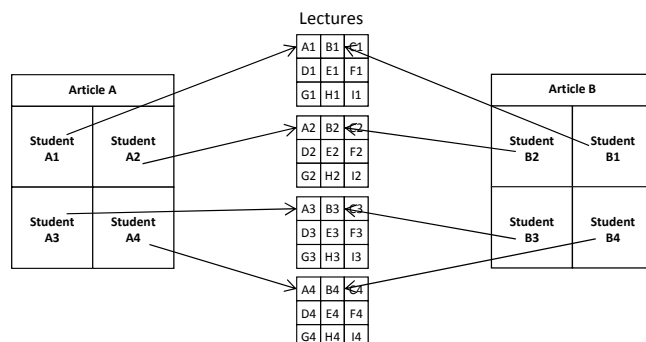 Lectures
A1 B1 C1
D1 E1 F1
G1 H1 I1
Article A
Student A1
Student A2
Student A3
Student A4
A2 B2 C2
D2 E2 F2
G2 H2 I2
A3 B3 C3
D3 E3 F3
G3 H3 I3
A4 B4 C4
D4 E4 F4
G4 H4 I4
Article B
Student B2
Student B1
Student B3
Student B4